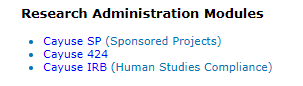 Research Administration Modules
Cayuse SP (Sponsored Projects)
Cayuse 424
Cayuse IRB (Human Studies Compliance)